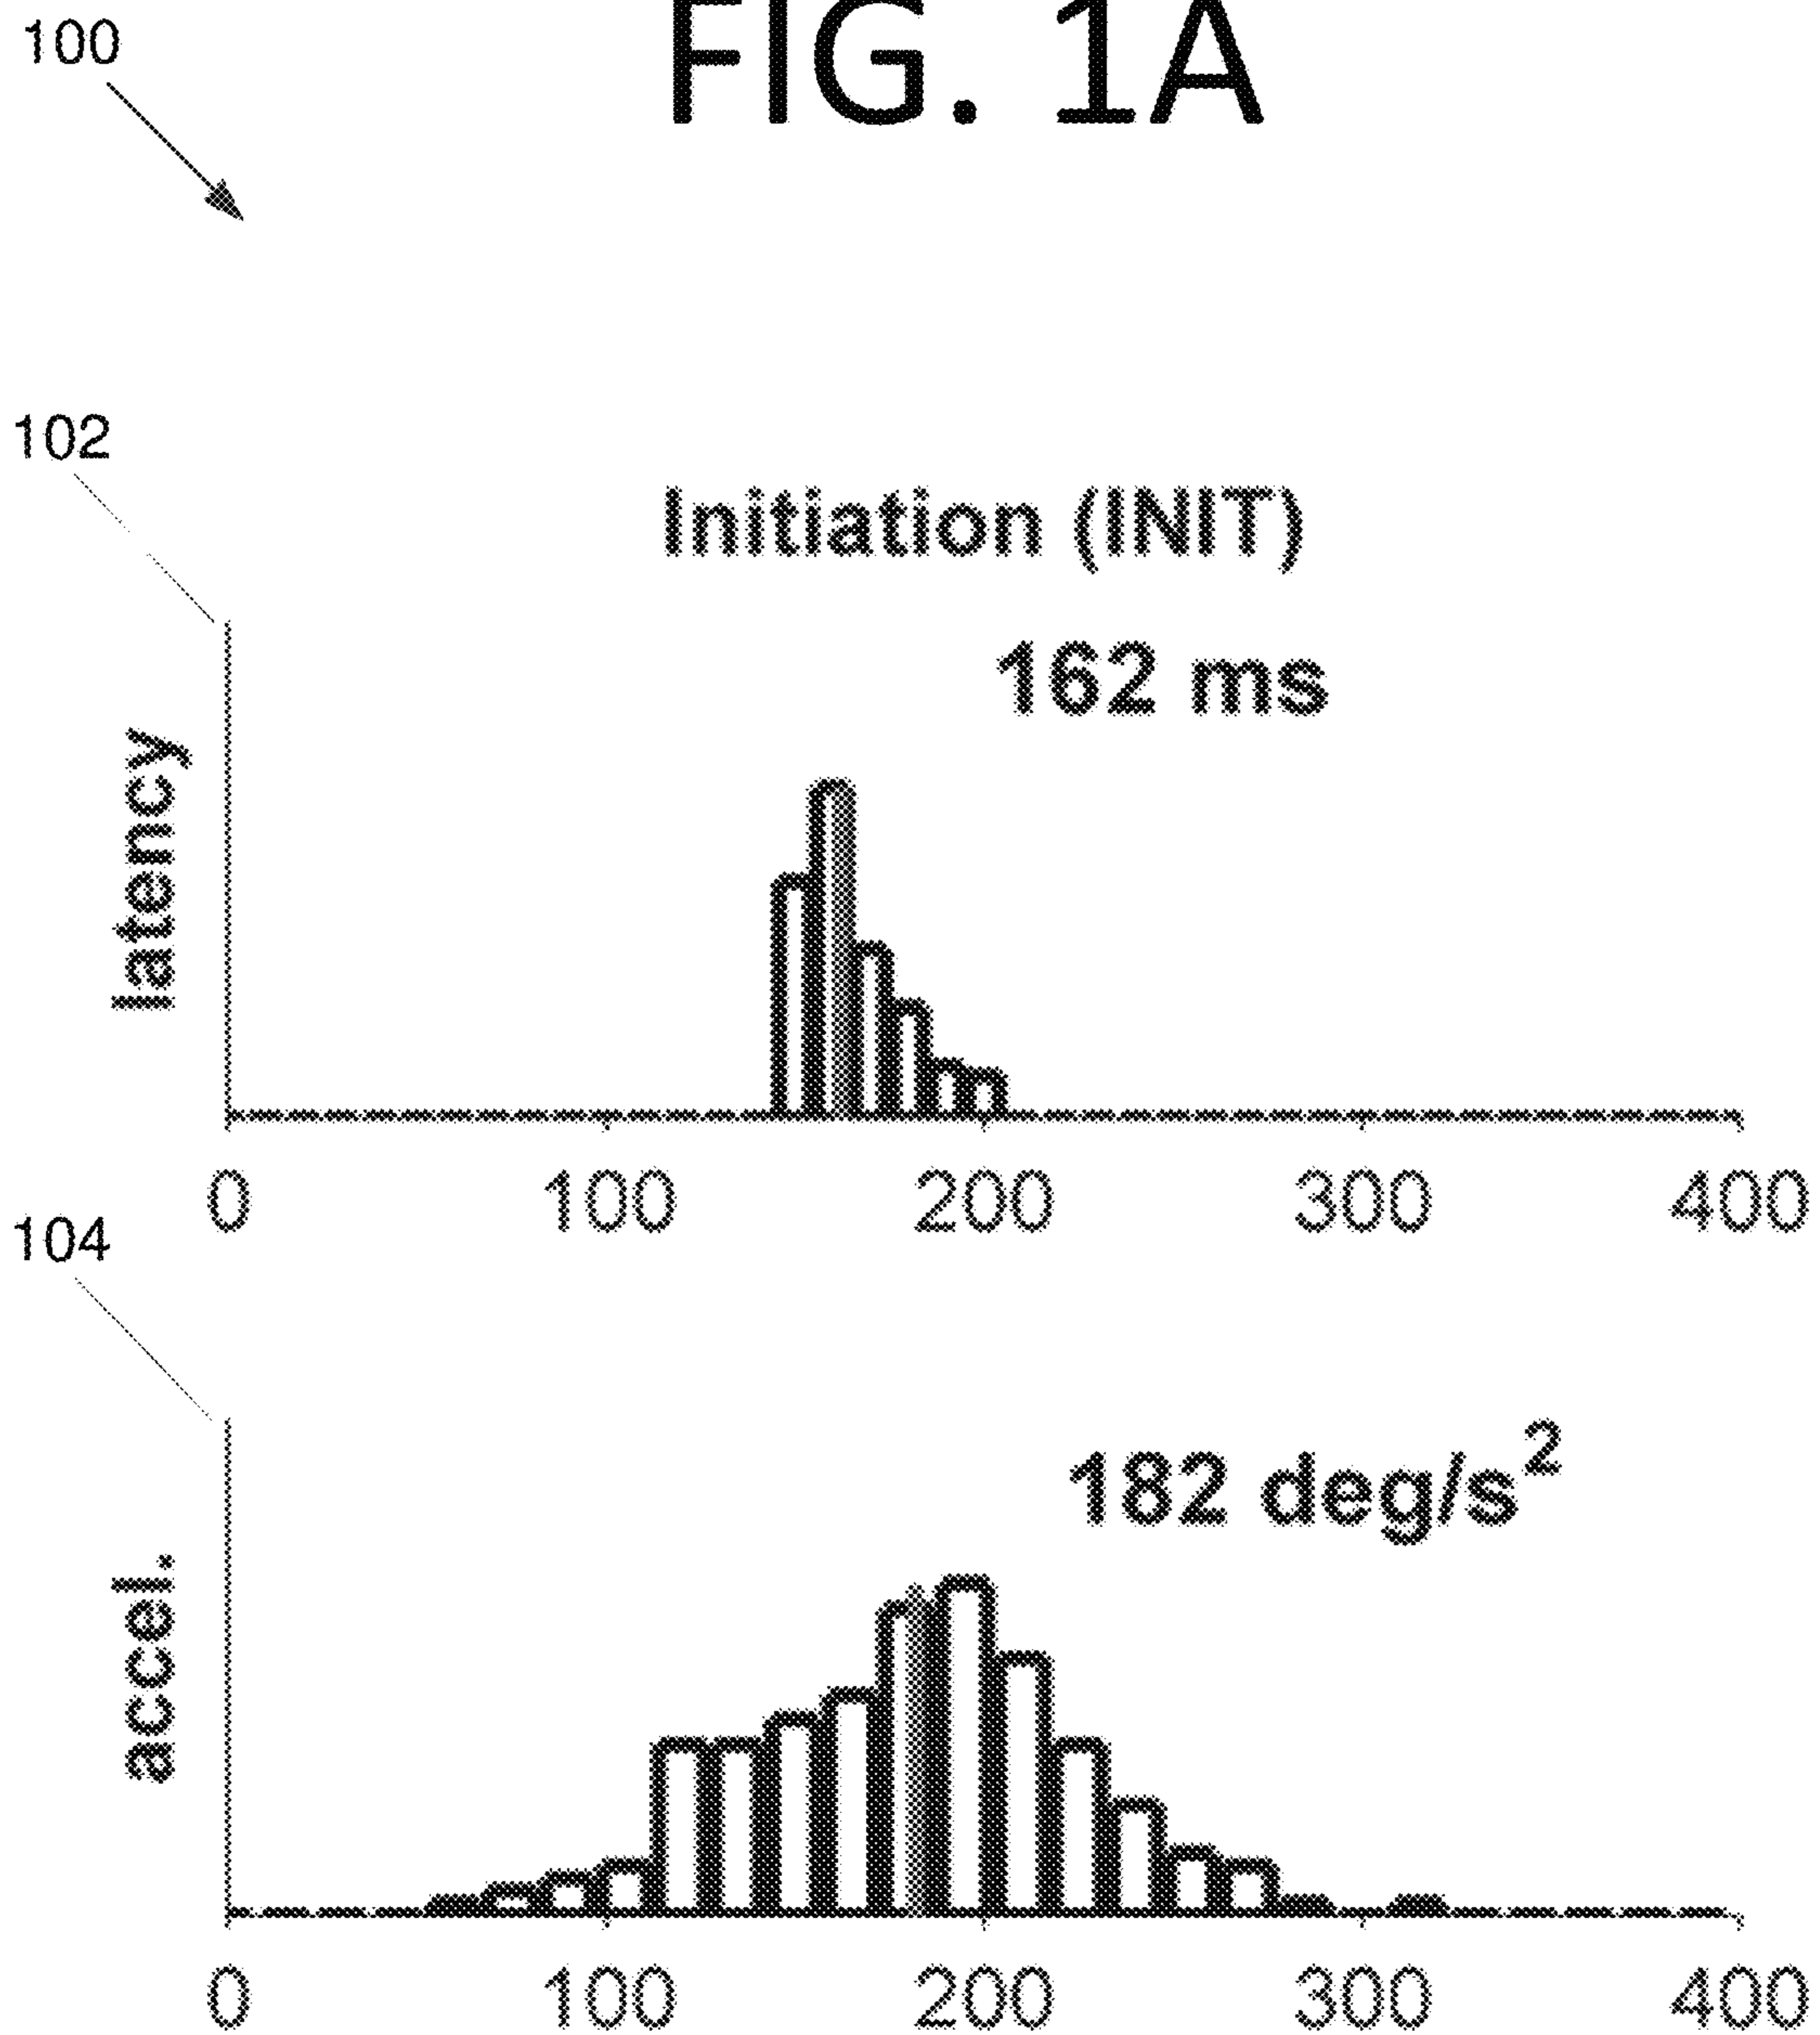 FIG. 1A
100
102
Initiation (INIT)
162 ms
latency
0 100 200 300 400
104
182 deg/s²
accel.
0 100 200 300 400